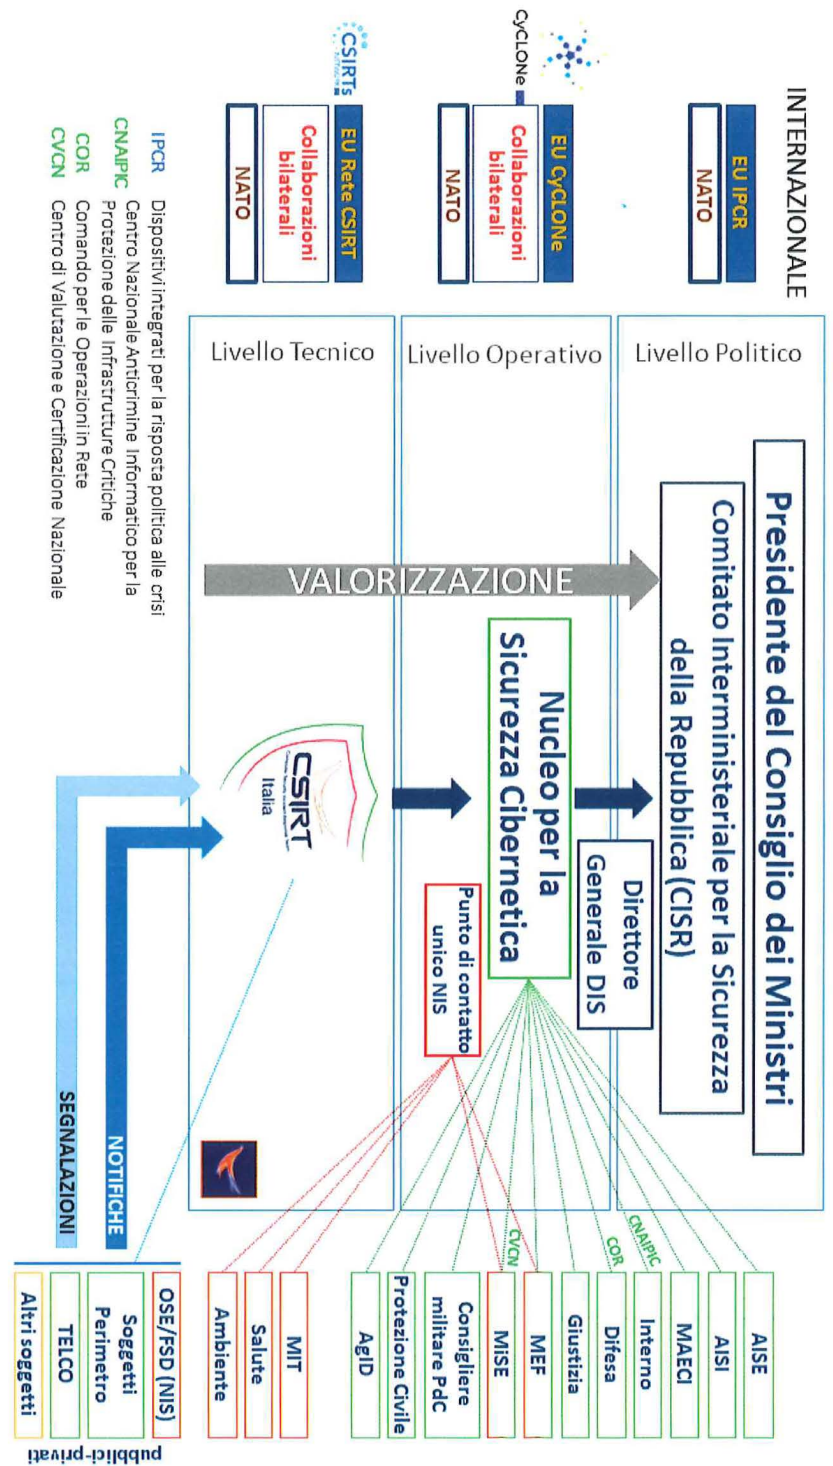 INTERNAZIONALE
EU IPCR
NATO
CyCLONe
EU CyCLONe
Collaborazioni
bilaterali
NATO
CSIRTs
EU Rete CSIRT
Collaborazioni
bilaterali
NATO
Livello Politico
Presidente del Consiglio dei Ministri
Comitato Interministeriale per la Sicurezza
della Repubblica (CISR)
Direttore
Generale DIS
Livello Operativo
Nucleo per la
Sicurezza Cibernetica
Punto di contatto
unico NIS
Livello Tecnico
VALORIZZAZIONE
CSIRT
Italia
CNAIPIC
COR
CVCN
AISE
AISI
MAECI
Interno
Difesa
Giustizia
MEF
MiSE
Consigliere
militare PdC
Protezione Civile
AgID
MIT
Salute
Ambiente
NOTIFICHE
SEGNALAZIONI
OSE/FSD (NIS)
Soggetti
Perimetro
TELCO
Altri soggetti
pubblici-privati
IPCR Dispositivi integrati per la risposta politica alle crisi
CNAIPIC Centro Nazionale Anticrimine Informatico per la
Protezione delle Infrastrutture Critiche
COR Comando per le Operazioni in Rete
CVCN Centro di Valutazione e Certificazione Nazionale